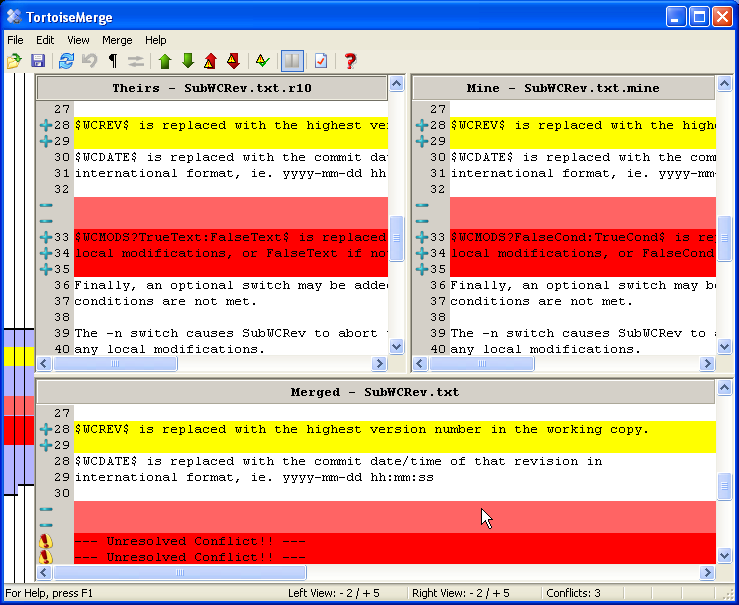 TortoiseMerge
File Edit View Merge Help
Theirs - SubWCRev.txt.r10
27
28 $WCREV$ is replaced with the highest ver
29
30 $WCDATE$ is replaced with the commit dat
31 international format, ie. yyyy-mm-dd hh
32
33 $WCMODS?TrueText:FalseText$ is replaced
34 local modifications, or FalseText if no
35
36 Finally, an optional switch may be added
37 conditions are not met.
38
39 The -n switch causes SubWCRev to abort
40 any local modifications.
Mine - SubWCRev.txt.mine
27
28 $WCREV$ is replaced with the high
29
30 $WCDATE$ is replaced with the com
31 international format, ie. yyyy-mm-
32
33 $WCMODS?FalseCond:TrueCond$ is re
34 local modifications, or FalseCond
35
36 Finally, an optional switch may b
37 conditions are not met.
38
39 The -n switch causes SubWCRev to a
40 any local modifications.
Merged - SubWCRev.txt
27
28 $WCREV$ is replaced with the highest version number in the working copy.
29
28 $WCDATE$ is replaced with the commit date/time of that revision in
29 international format, ie. yyyy-mm-dd hh:mm:ss
30
--- Unresolved Conflict!! ---
--- Unresolved Conflict!! ---
For Help, press F1 Left View: - 2 / + 5 Right View: - 2 / + 5 Conflicts: 3